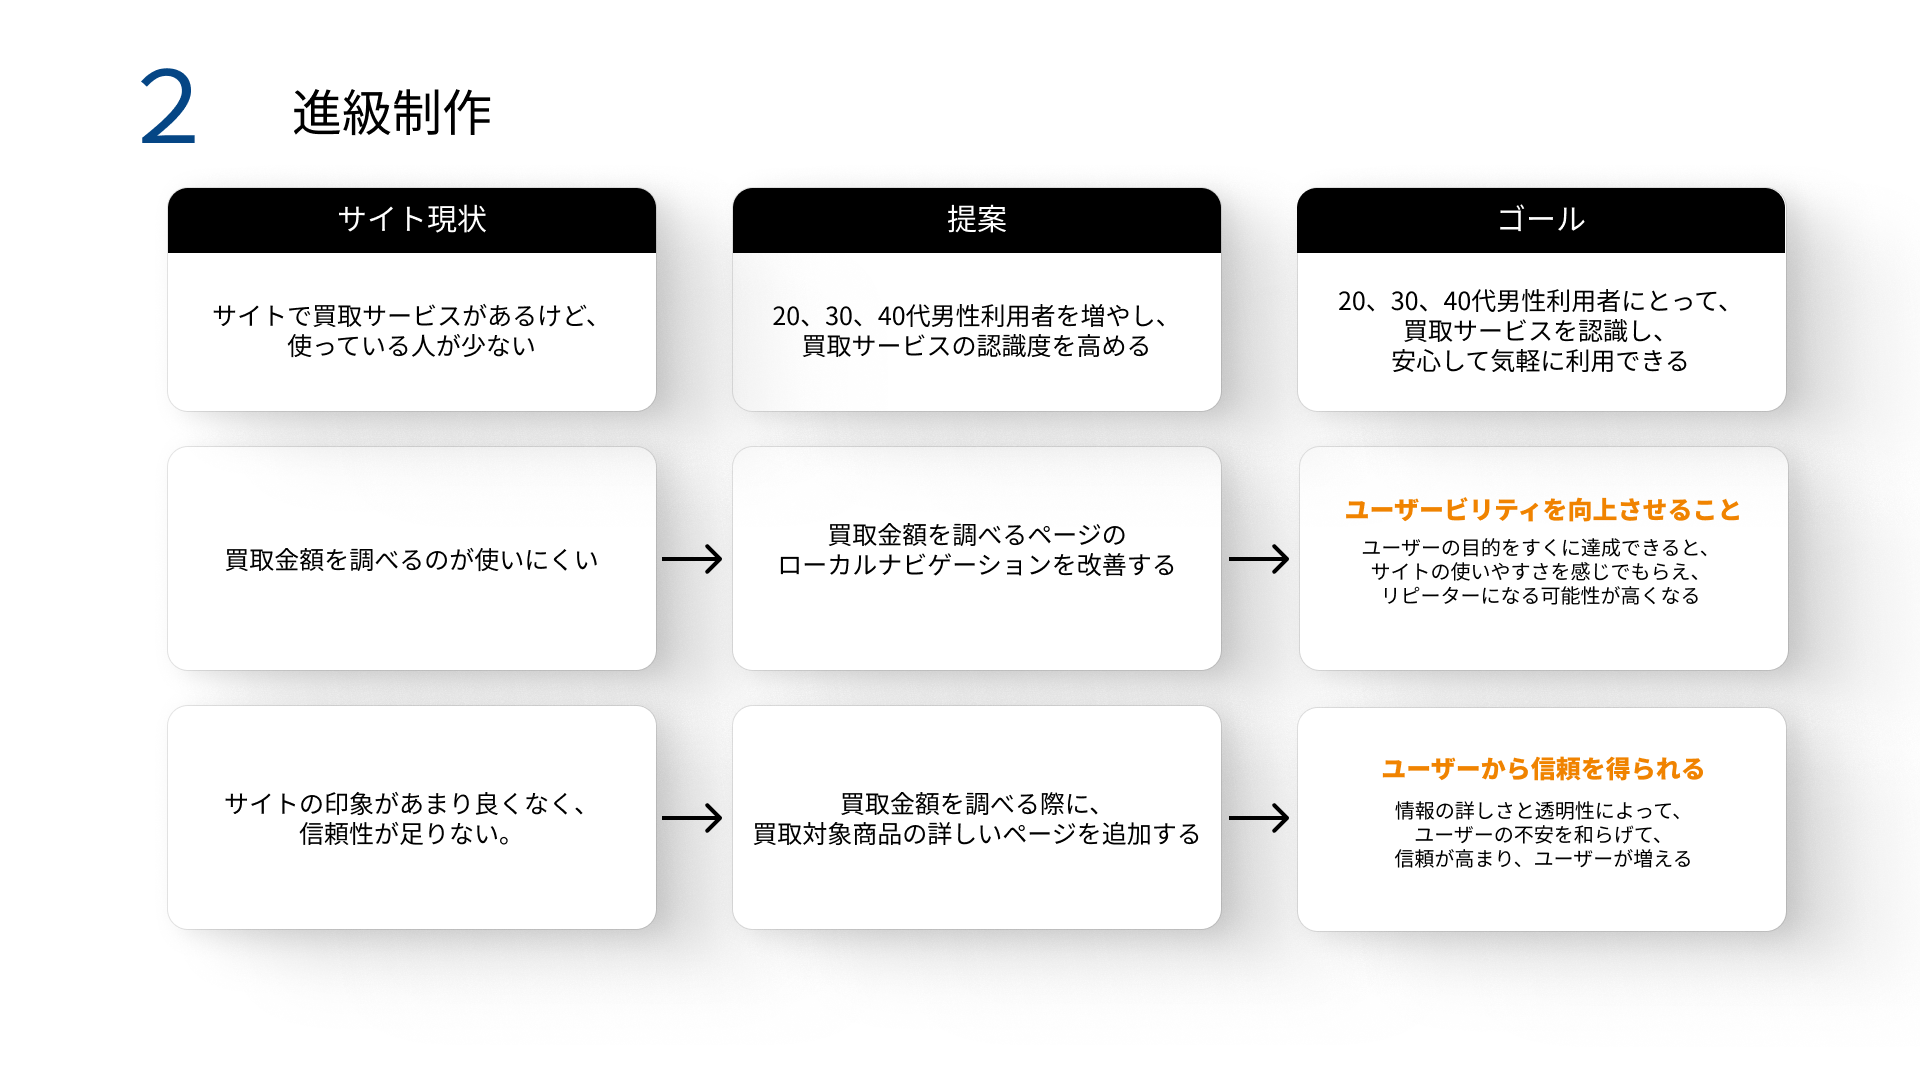 2
進級制作
サイト現状
サイトで買取サービスがあるけど、
使っている人が少ない
提案
20、30、40代男性利用者を増やし、
買取サービスの認識度を高める
ゴール
20、30、40代男性利用者にとって、
買取サービスを認識し、
安心して気軽に利用できる
買取金額を調べるのが使いにくい
買取金額を調べるページの
ローカルナビゲーションを改善する
ユーザービリティを向上させること
ユーザーの目的をすくに達成できると、
サイトの使いやすさを感じでもらえ、
リピーターになる可能性が高くなる
サイトの印象があまり良くなく、
信頼性が足りない。
買取金額を調べる際に、
買取対象商品の詳しいページを追加する
ユーザーから信頼を得られる
情報の詳しさと透明性によって、
ユーザーの不安を和らげて、
信頼が高まり、ユーザーが増える